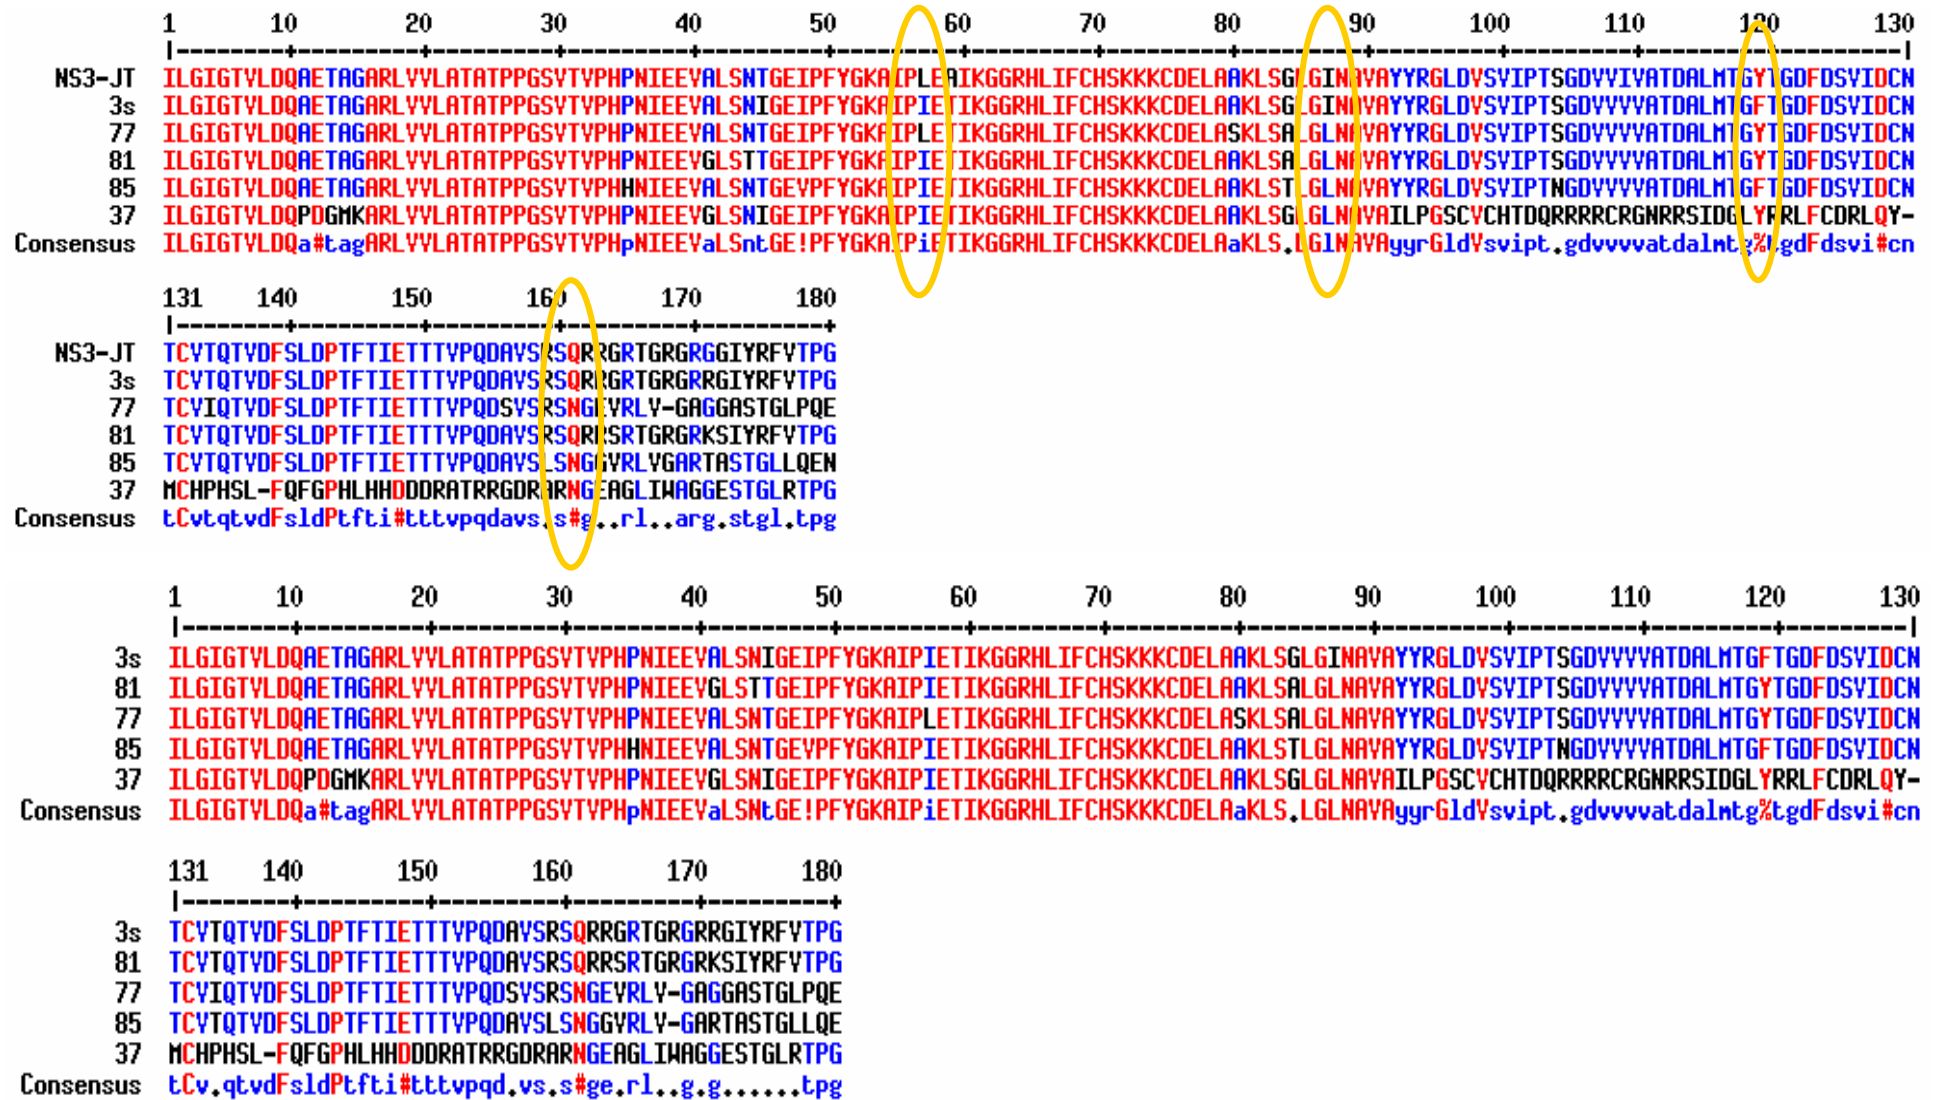 1 10 20 30 40 50 60 70 80 90 100 110 120 130
|--------+---------+---------+---------+---------+---------+---------+---------+---------+---------+---------+---------+---------|
NS3-JT ILGIGTVLDQAETAGARLVVLATATPPGSVTVPHPNIEEVALSNTGEIPFYGKAIPLEAIKGGRHLIFCHSKKKCDELAAKLSGLGINAVAYYRGLDVSVIPTSGDVVIVATDALMTGYTGDFDSVIDCN
3s ILGIGTVLDQAETAGARLVVLATATPPGSVTVPHPNIEEVALSNIGEIPFYGKAIPIETIKGGRHLIFCHSKKKCDELAAKLSGLGINAVAYYRGLDVSVIPTSGDVVVVATDALMTGFTGDFDSVIDCN
77 ILGIGTVLDQAETAGARLVVLATATPPGSVTVPHPNIEEVALSNTGEIPFYGKAIPLETIKGGRHLIFCHSKKKCDELASKLSALGLNAVAYYRGLDVSVIPTSGDVVVVATDALMTGYTGDFDSVIDCN
81 ILGIGTVLDQAETAGARLVVLATATPPGSVTVPHPNIEEVGLSTTGEIPFYGKAIPIETIKGGRHLIFCHSKKKCDELAAKLSALGLNAVAYYRGLDVSVIPTSGDVVVVATDALMTGYTGDFDSVIDCN
85 ILGIGTVLDQAETAGARLVVLATATPPGSVTVPHHNIEEVALSNTGEVPFYGKAIPIETIKGGRHLIFCHSKKKCDELAAKLSTLGLNAVAYYRGLDVSVIPTNGDVVVVATDALMTGFTGDFDSVIDCN
37 ILGIGTVLDQPDGMKARLVVLATATPPGSVTVPHPNIEEVGLSNIGEIPFYGKAIPIETIKGGRHLIFCHSKKKCDELAAKLSGLGLNAVAILPGSCVCHTDQRRRRCRGNRRSIDGLYRRLFCDRLQY-
Consensus ILGIGTVLDQa#tagARLVVLATATPPGSVTVPHpNIEEVaLSntGE!PFYGKAIPiETIKGGRHLIFCHSKKKCDELAaKLS.LGlNAVAyyrGldVsvipt.gdvvvvatdalmtg%tgdFdsvi#cn
131 140 150 160 170 180
|--------+---------+---------+---------+---------+
NS3-JT TCVTQTVDFSLDPTFTIETTTVPQDAVSRSQRRGRTGRGRGGIYRFVTPG
3s TCVTQTVDFSLDPTFTIETTTVPQDAVSRSQRRGRTGRGRRGIYRFVTPG
77 TCVIQTVDFSLDPTFTIETTTVPQDSVSRSNGEVRLV-GAGGASTGLPQE
81 TCVTQTVDFSLDPTFTIETTTVPQDAVSRSQRRSRTGRGRKSIYRFVTPG
85 TCVTQTVDFSLDPTFTIETTTVPQDAVSLSNGGVRLVGARTASTGLLQEN
37 MCHPHSL-FQFGPHLHHDDDRATRRGDRARNGEAGLIWAGGESTGLRTPG
Consensus tCvtqtvdFsldPtfti#tttvpqdavs.s#g..rl..arg.stgl.tpg
1 10 20 30 40 50 60 70 80 90 100 110 120 130
|--------+---------+---------+---------+---------+---------+---------+---------+---------+---------+---------+---------+---------|
3s ILGIGTVLDQAETAGARLVVLATATPPGSVTVPHPNIEEVALSNIGEIPFYGKAIPIETIKGGRHLIFCHSKKKCDELAAKLSGLGINAVAYYRGLDVSVIPTSGDVVVVATDALMTGFTGDFDSVIDCN
81 ILGIGTVLDQAETAGARLVVLATATPPGSVTVPHPNIEEVGLSTTGEIPFYGKAIPIETIKGGRHLIFCHSKKKCDELAAKLSALGLNAVAYYRGLDVSVIPTSGDVVVVATDALMTGYTGDFDSVIDCN
77 ILGIGTVLDQAETAGARLVVLATATPPGSVTVPHPNIEEVALSNTGEIPFYGKAIPLETIKGGRHLIFCHSKKKCDELASKLSALGLNAVAYYRGLDVSVIPTSGDVVVVATDALMTGYTGDFDSVIDCN
85 ILGIGTVLDQAETAGARLVVLATATPPGSVTVPHHNIEEVALSNTGEVPFYGKAIPIETIKGGRHLIFCHSKKKCDELAAKLSTLGLNAVAYYRGLDVSVIPTNGDVVVVATDALMTGFTGDFDSVIDCN
37 ILGIGTVLDQPDGMKARLVVLATATPPGSVTVPHPNIEEVGLSNIGEIPFYGKAIPIETIKGGRHLIFCHSKKKCDELAAKLSGLGLNAVAILPGSCVCHTDQRRRRCRGNRRSIDGLYRRLFCDRLQY-
Consensus ILGIGTVLDQa#tagARLVVLATATPPGSVTVPHpNIEEVaLSNtGE!PFYGKAIPiETIKGGRHLIFCHSKKKCDELAaKLS.LGLNAVAyyrGldVsvipt.gdvvvvatdalmtg%tgdFdsvi#cn
131 140 150 160 170 180
|--------+---------+---------+---------+---------+
3s TCVTQTVDFSLDPTFTIETTTVPQDAVSRSQRRGRTGRGRRGIYRFVTPG
81 TCVTQTVDFSLDPTFTIETTTVPQDAVSRSQRRSRTGRGRKSIYRFVTPG
77 TCVIQTVDFSLDPTFTIETTTVPQDSVSRSNGEVRLV-GAGGASTGLPQE
85 TCVTQTVDFSLDPTFTIETTTVPQDAVSLSNGGVRLV-GARTASTGLLQE
37 MCHPHSL-FQFGPHLHHDDDRATRRGDRARNGEAGLIWAGGESTGLRTPG
Consensus tCv.qtvdFsldPtfti#tttvpqd.vs.s#ge.rl..g.g......tpg